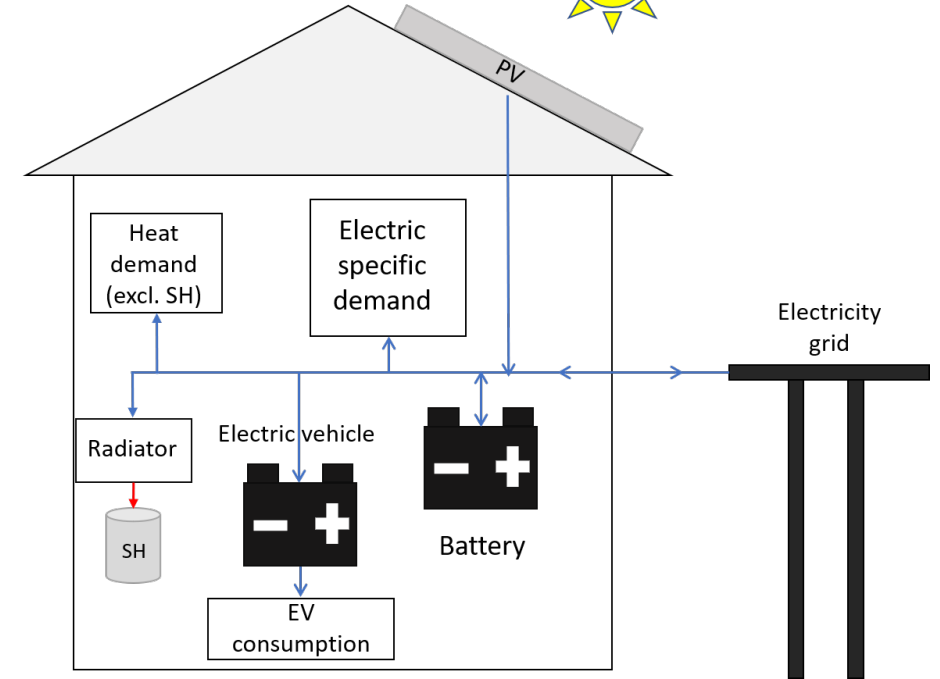 PV
Heat
demand
(excl. SH)
Electric
specific
demand
Electricity
grid
Radiator
Electric vehicle
SH
Battery
EV
consumption